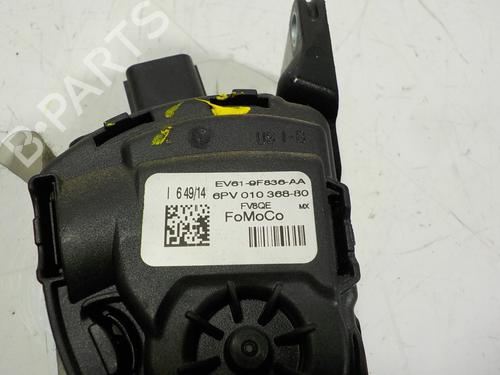 EV61-9F836-AA
I 6 49/14
6PV 010 368-80
FV8QE MX
FoMoCo
B-PARTS